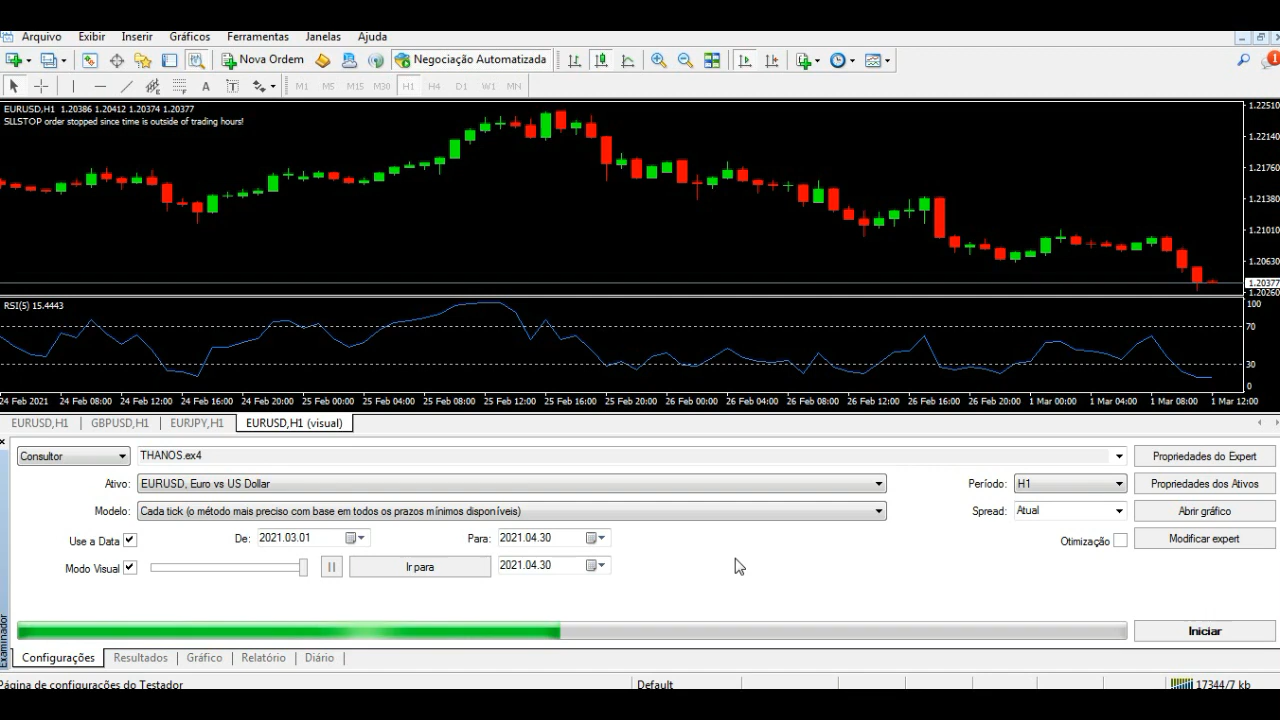 Arquivo Exibir Inserir Gráficos Ferramentas Janelas Ajuda
Nova Ordem Negociação Automatizada 1
A T M1 M5 M15 M30 H1 H4 D1 W1 MN
EURUSD,H1 1.20386 1.20412 1.20374 1.20377
SLLSTOP order stopped since time is outside of trading hours!
1.22510
1.22140
1.21760
1.21380
1.21010
1.20630
1.20377
1.20260
RSI(5) 15.4443
100
70
30
0
24 Feb 2021 24 Feb 08:00 24 Feb 12:00 24 Feb 16:00 24 Feb 20:00 25 Feb 00:00 25 Feb 04:00 25 Feb 08:00 25 Feb 16:00 25 Feb 20:00 26 Feb 00:00 26 Feb 04:00 26 Feb 08:00 26 Feb 12:00 26 Feb 16:00 26 Feb 20:00 1 Mar 00:00 1 Mar 04:00 1 Mar 08:00 1 Mar 12:00
EURUSD,H1 GBPUSD,H1 EURJPY,H1 EURUSD,H1 (visual)
Consultor THANOS.ex4 Propriedades do Expert
Ativo: EURUSD, Euro vs US Dollar Período: H1 Propriedades dos Ativos
Modelo: Cada tick (o método mais preciso com base em todos os prazos mínimos disponíveis) Spread: Atual Abrir gráfico
Use a Data De: 2021.03.01 Para: 2021.04.30 Otimização Modificar expert
Modo Visual Ir para 2021.04.30
Iniciar
Examinador
Configurações Resultados Gráfico Relatório Diário
Página de configurações do Testador Default 17344/7 kb